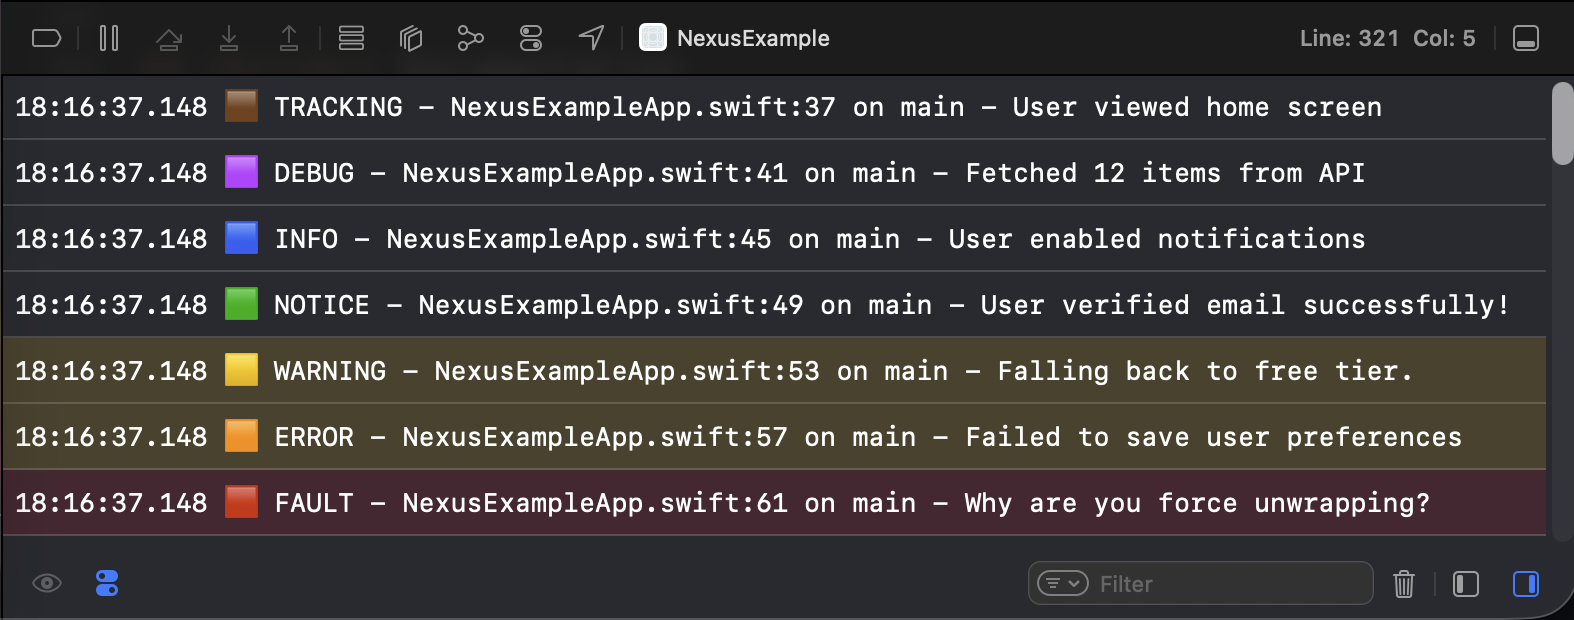 NexusExample Line: 321 Col: 5
18:16:37.148 🟫 TRACKING – NexusExampleApp.swift:37 on main – User viewed home screen
18:16:37.148 🟪 DEBUG – NexusExampleApp.swift:41 on main – Fetched 12 items from API
18:16:37.148 🟦 INFO – NexusExampleApp.swift:45 on main – User enabled notifications
18:16:37.148 🟩 NOTICE – NexusExampleApp.swift:49 on main – User verified email successfully!
18:16:37.148 🟨 WARNING – NexusExampleApp.swift:53 on main – Falling back to free tier.
18:16:37.148 🟧 ERROR – NexusExampleApp.swift:57 on main – Failed to save user preferences
18:16:37.148 🟥 FAULT – NexusExampleApp.swift:61 on main – Why are you force unwrapping?
Filter